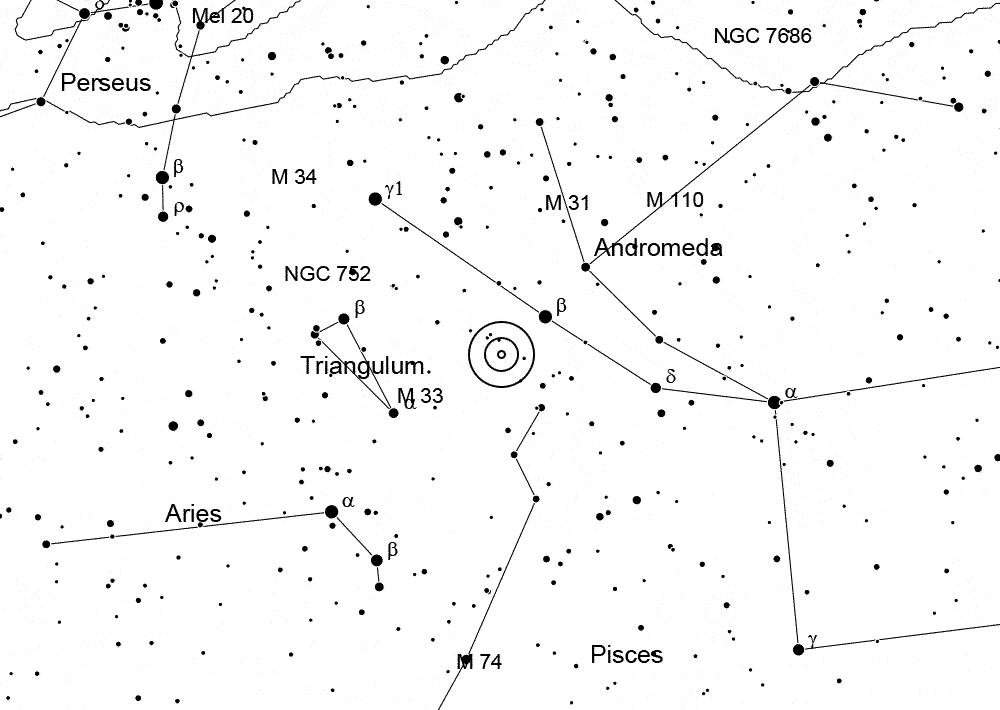 ο
Mel 20
NGC 7686
Perseus
β
M 34
γ1
M 31
M 110
ρ
Andromeda
NGC 752
β
β
Triangulum
δ
M 33
α
α
Aries
α
β
γ
M 74
Pisces